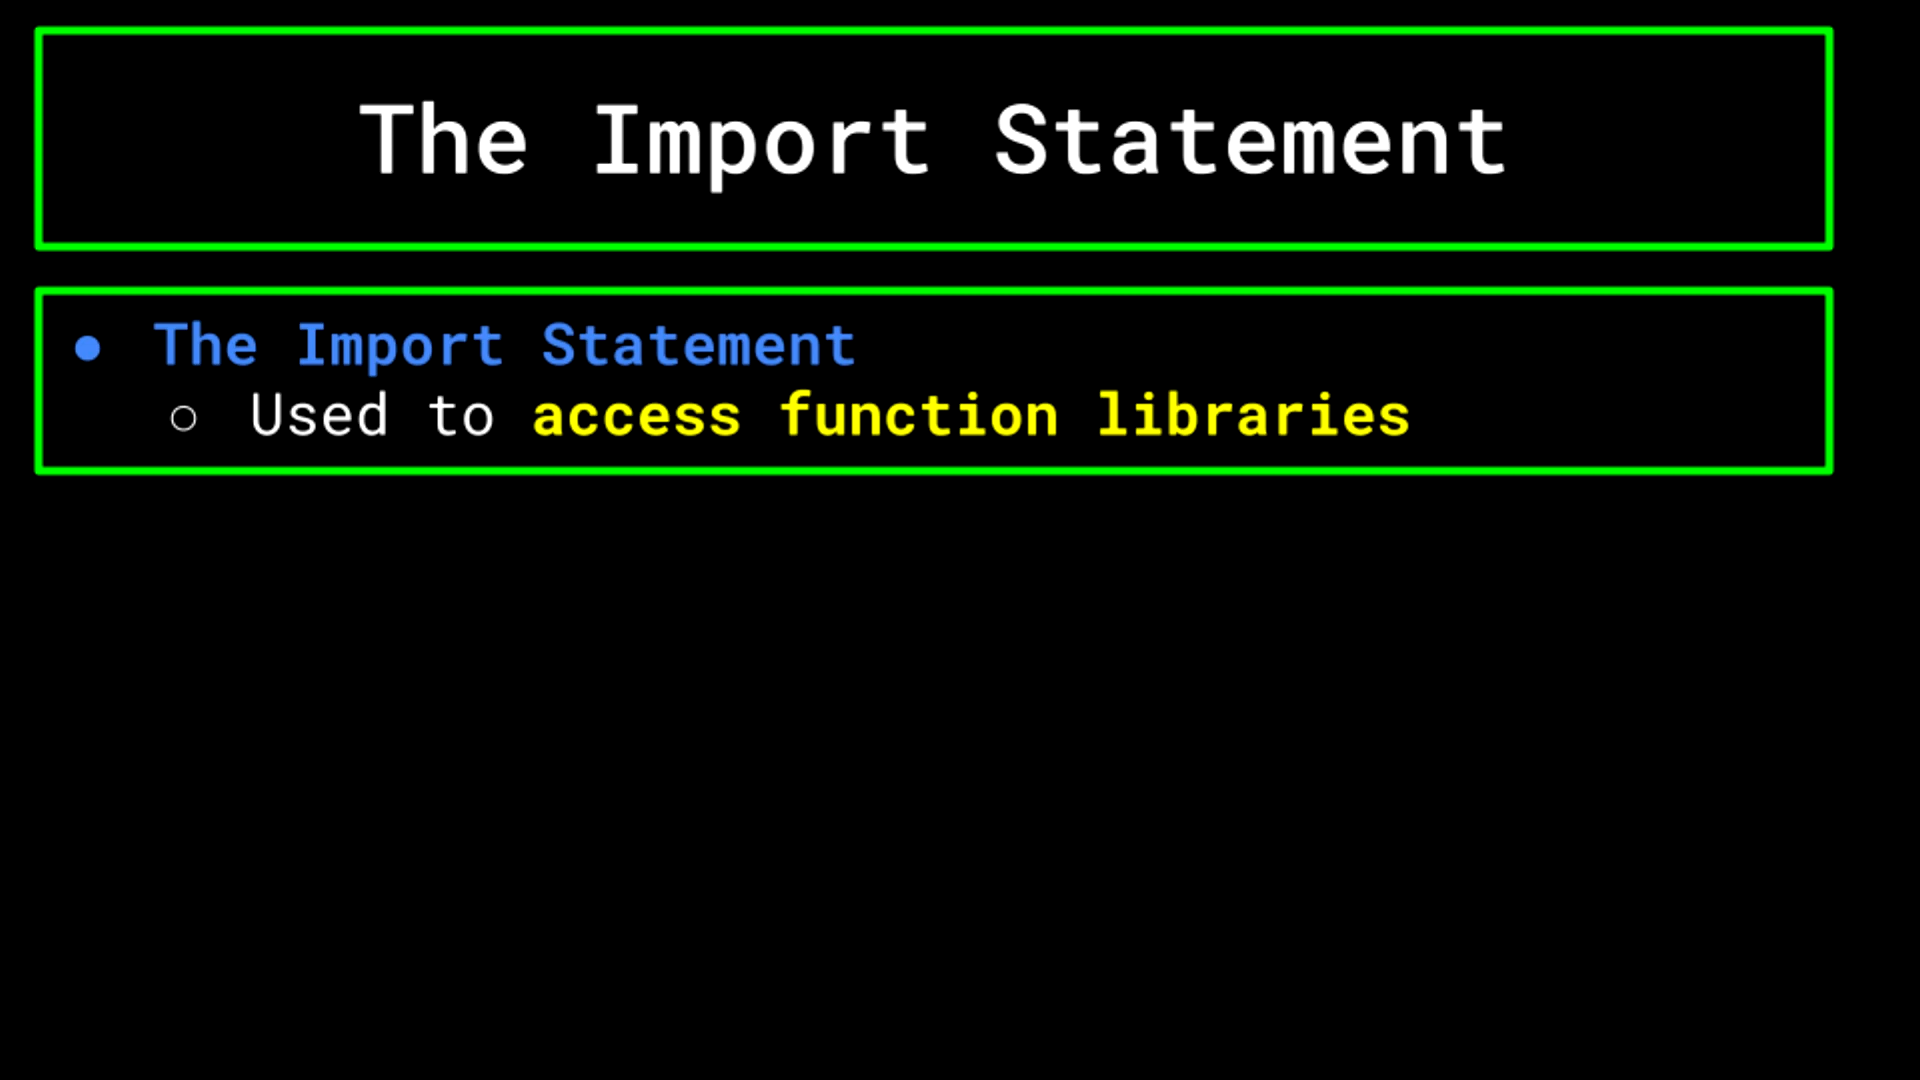 The Import Statement
● The Import Statement
○ Used to access function libraries